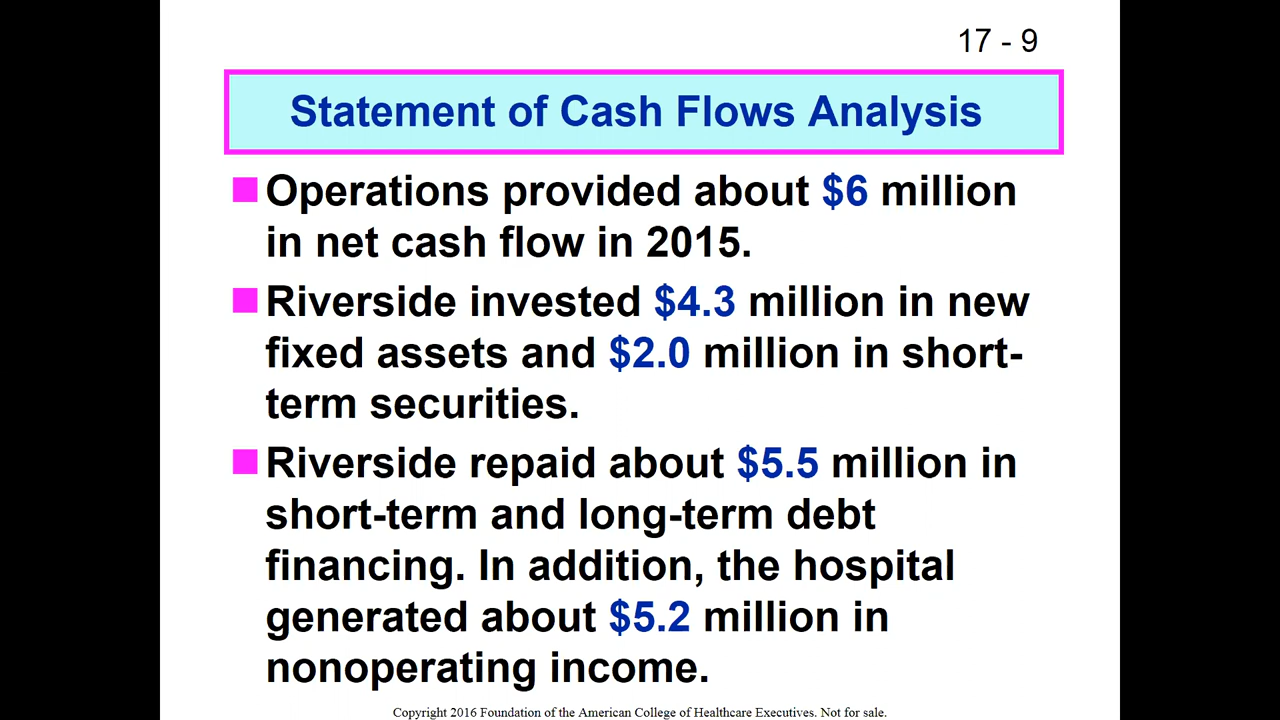 17 - 9
Statement of Cash Flows Analysis
Operations provided about $6 million
in net cash flow in 2015.
Riverside invested $4.3 million in new
fixed assets and $2.0 million in short-
term securities.
Riverside repaid about $5.5 million in
short-term and long-term debt
financing. In addition, the hospital
generated about $5.2 million in
nonoperating income.
Copyright 2016 Foundation of the American College of Healthcare Executives. Not for sale.